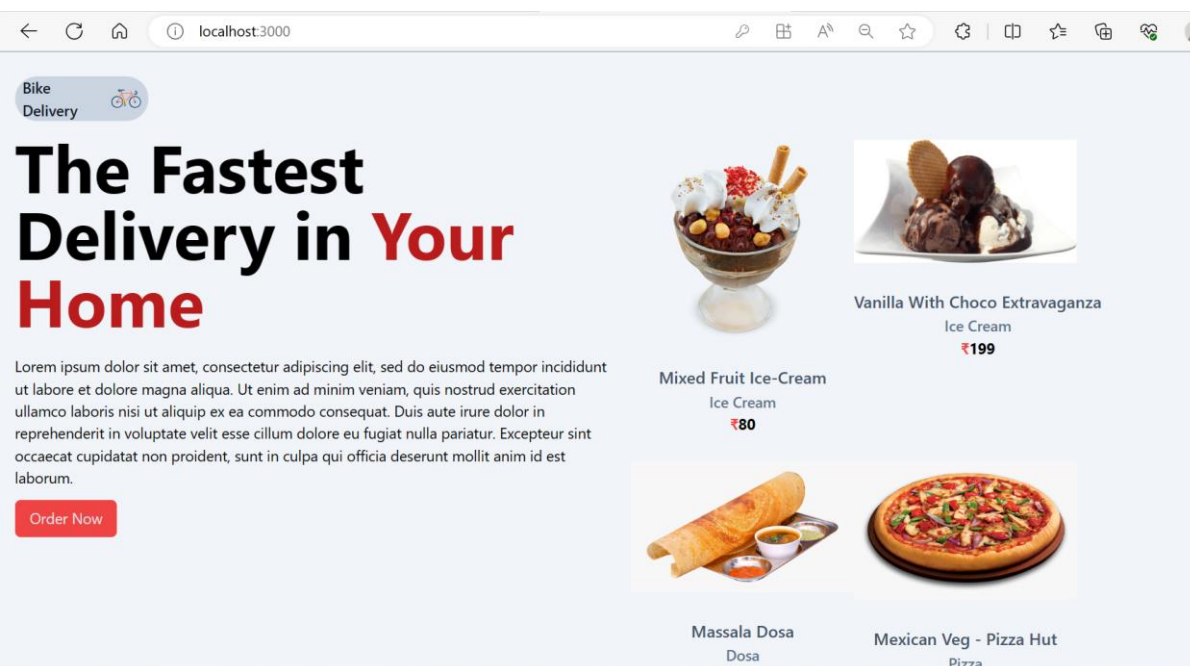 localhost:3000
Bike
Delivery
The Fastest
Delivery in Your
Home
Lorem ipsum dolor sit amet, consectetur adipiscing elit, sed do eiusmod tempor incididunt
ut labore et dolore magna aliqua. Ut enim ad minim veniam, quis nostrud exercitation
ullamco laboris nisi ut aliquip ex ea commodo consequat. Duis aute irure dolor in
reprehenderit in voluptate velit esse cillum dolore eu fugiat nulla pariatur. Excepteur sint
occaecat cupidatat non proident, sunt in culpa qui officia deserunt mollit anim id est
laborum.
Order Now
Mixed Fruit Ice-Cream
Ice Cream
₹80
Vanilla With Choco Extravaganza
Ice Cream
₹199
Massala Dosa
Dosa
Mexican Veg - Pizza Hut
Pizza